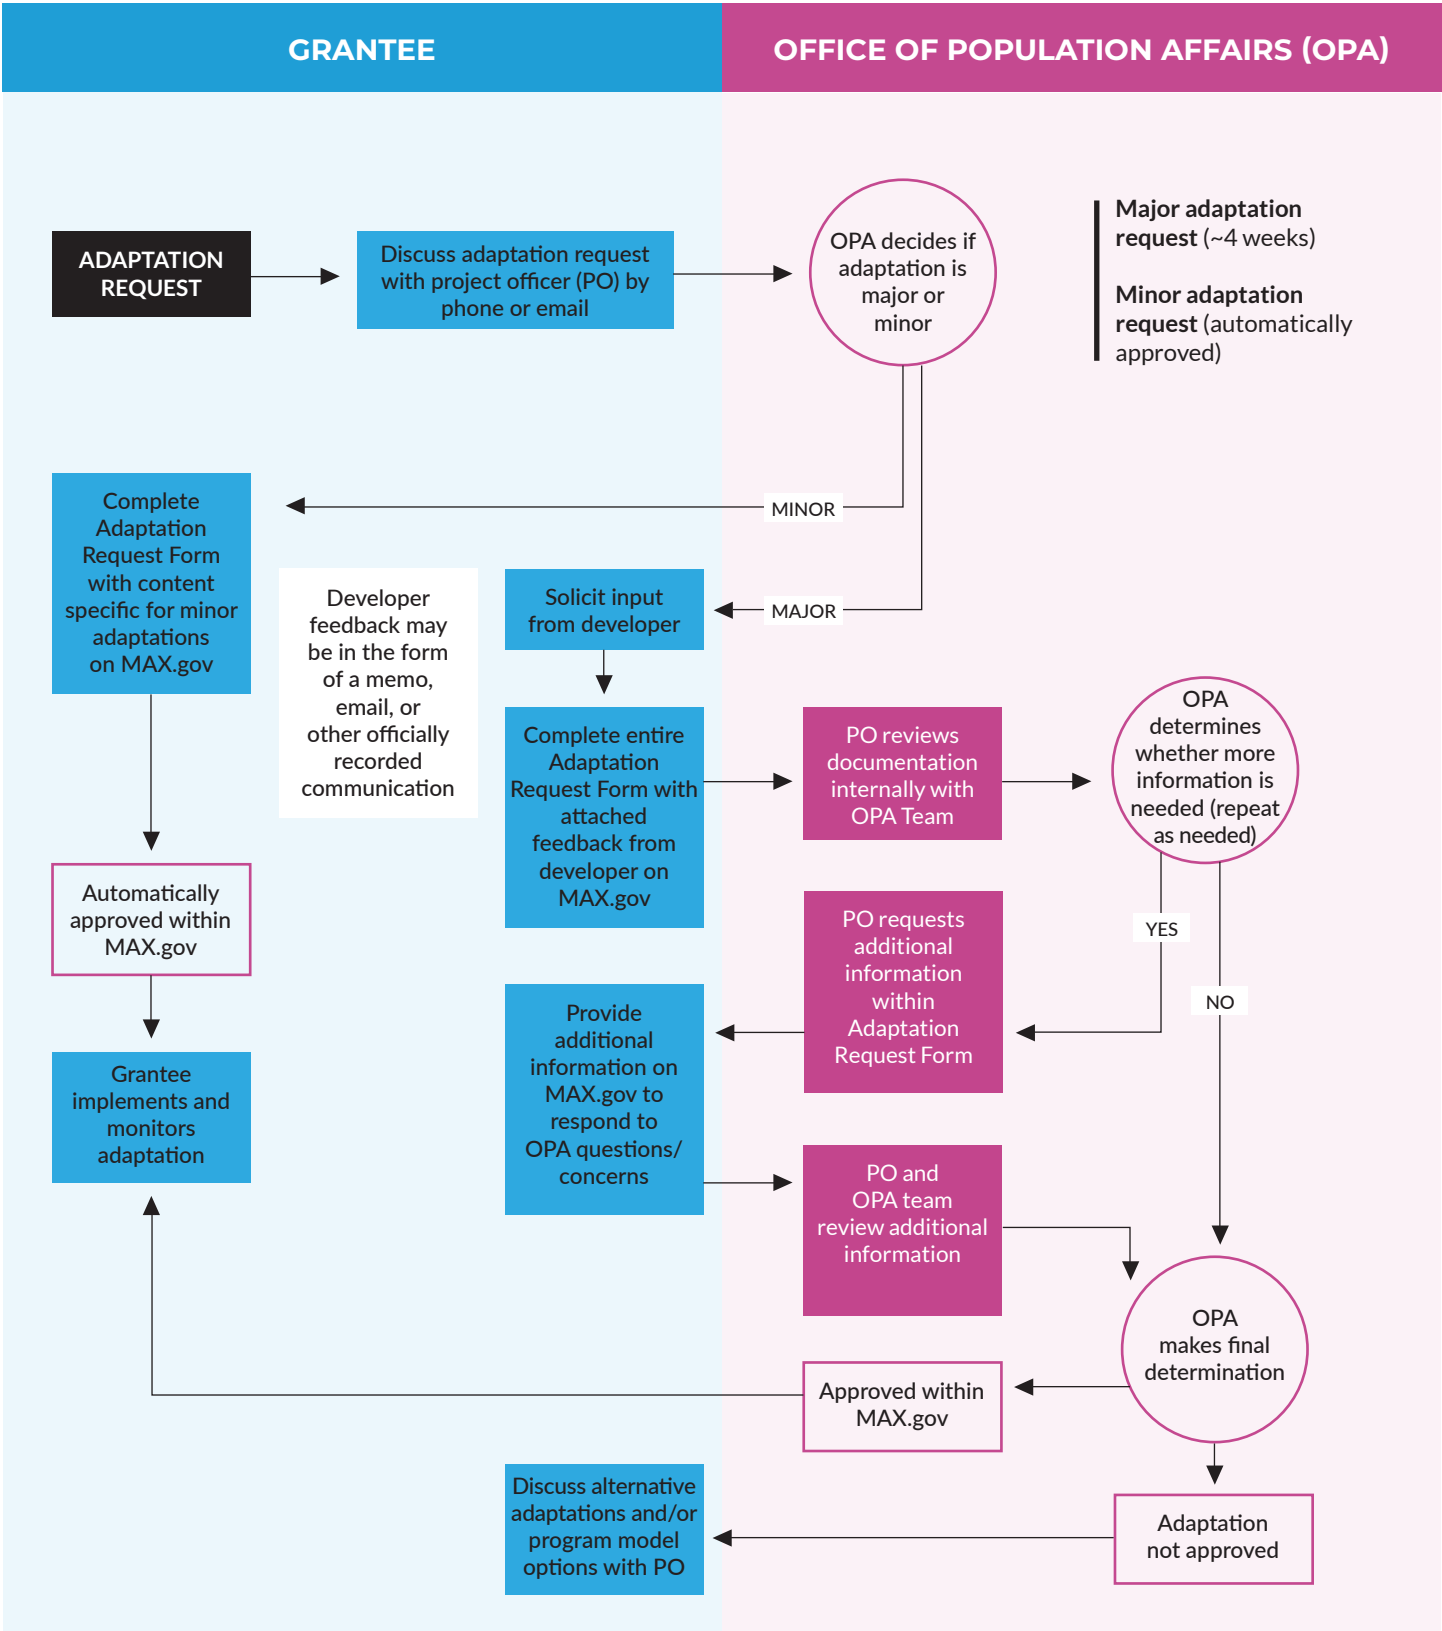 GRANTEE
OFFICE OF POPULATION AFFAIRS (OPA)
ADAPTATION
REQUEST
Discuss adaptation request
with project officer (PO) by
phone or email
OPA decides if
adaptation is
major or
minor
Major adaptation
request (~4 weeks)
Minor adaptation
request (automatically
approved)
MINOR
Complete
Adaptation
Request Form
with content
specific for minor
adaptations
on MAX.gov
Developer
feedback may
be in the form
of a memo,
email, or
other officially
recorded
communication
Solicit input
from developer
MAJOR
Complete entire
Adaptation
Request Form with
attached
feedback from
developer on
MAX.gov
PO reviews
documentation
internally with
OPA Team
OPA
determines
whether more
information is
needed (repeat
as needed)
Automatically
approved within
MAX.gov
PO requests
additional
information
within
Adaptation
Request Form
YES
NO
Provide
additional
information on
MAX.gov to
respond to
OPA questions/
concerns
Grantee
implements and
monitors
adaptation
PO and
OPA team
review additional
information
OPA
makes final
determination
Approved within
MAX.gov
Discuss alternative
adaptations and/or
program model
options with PO
Adaptation
not approved